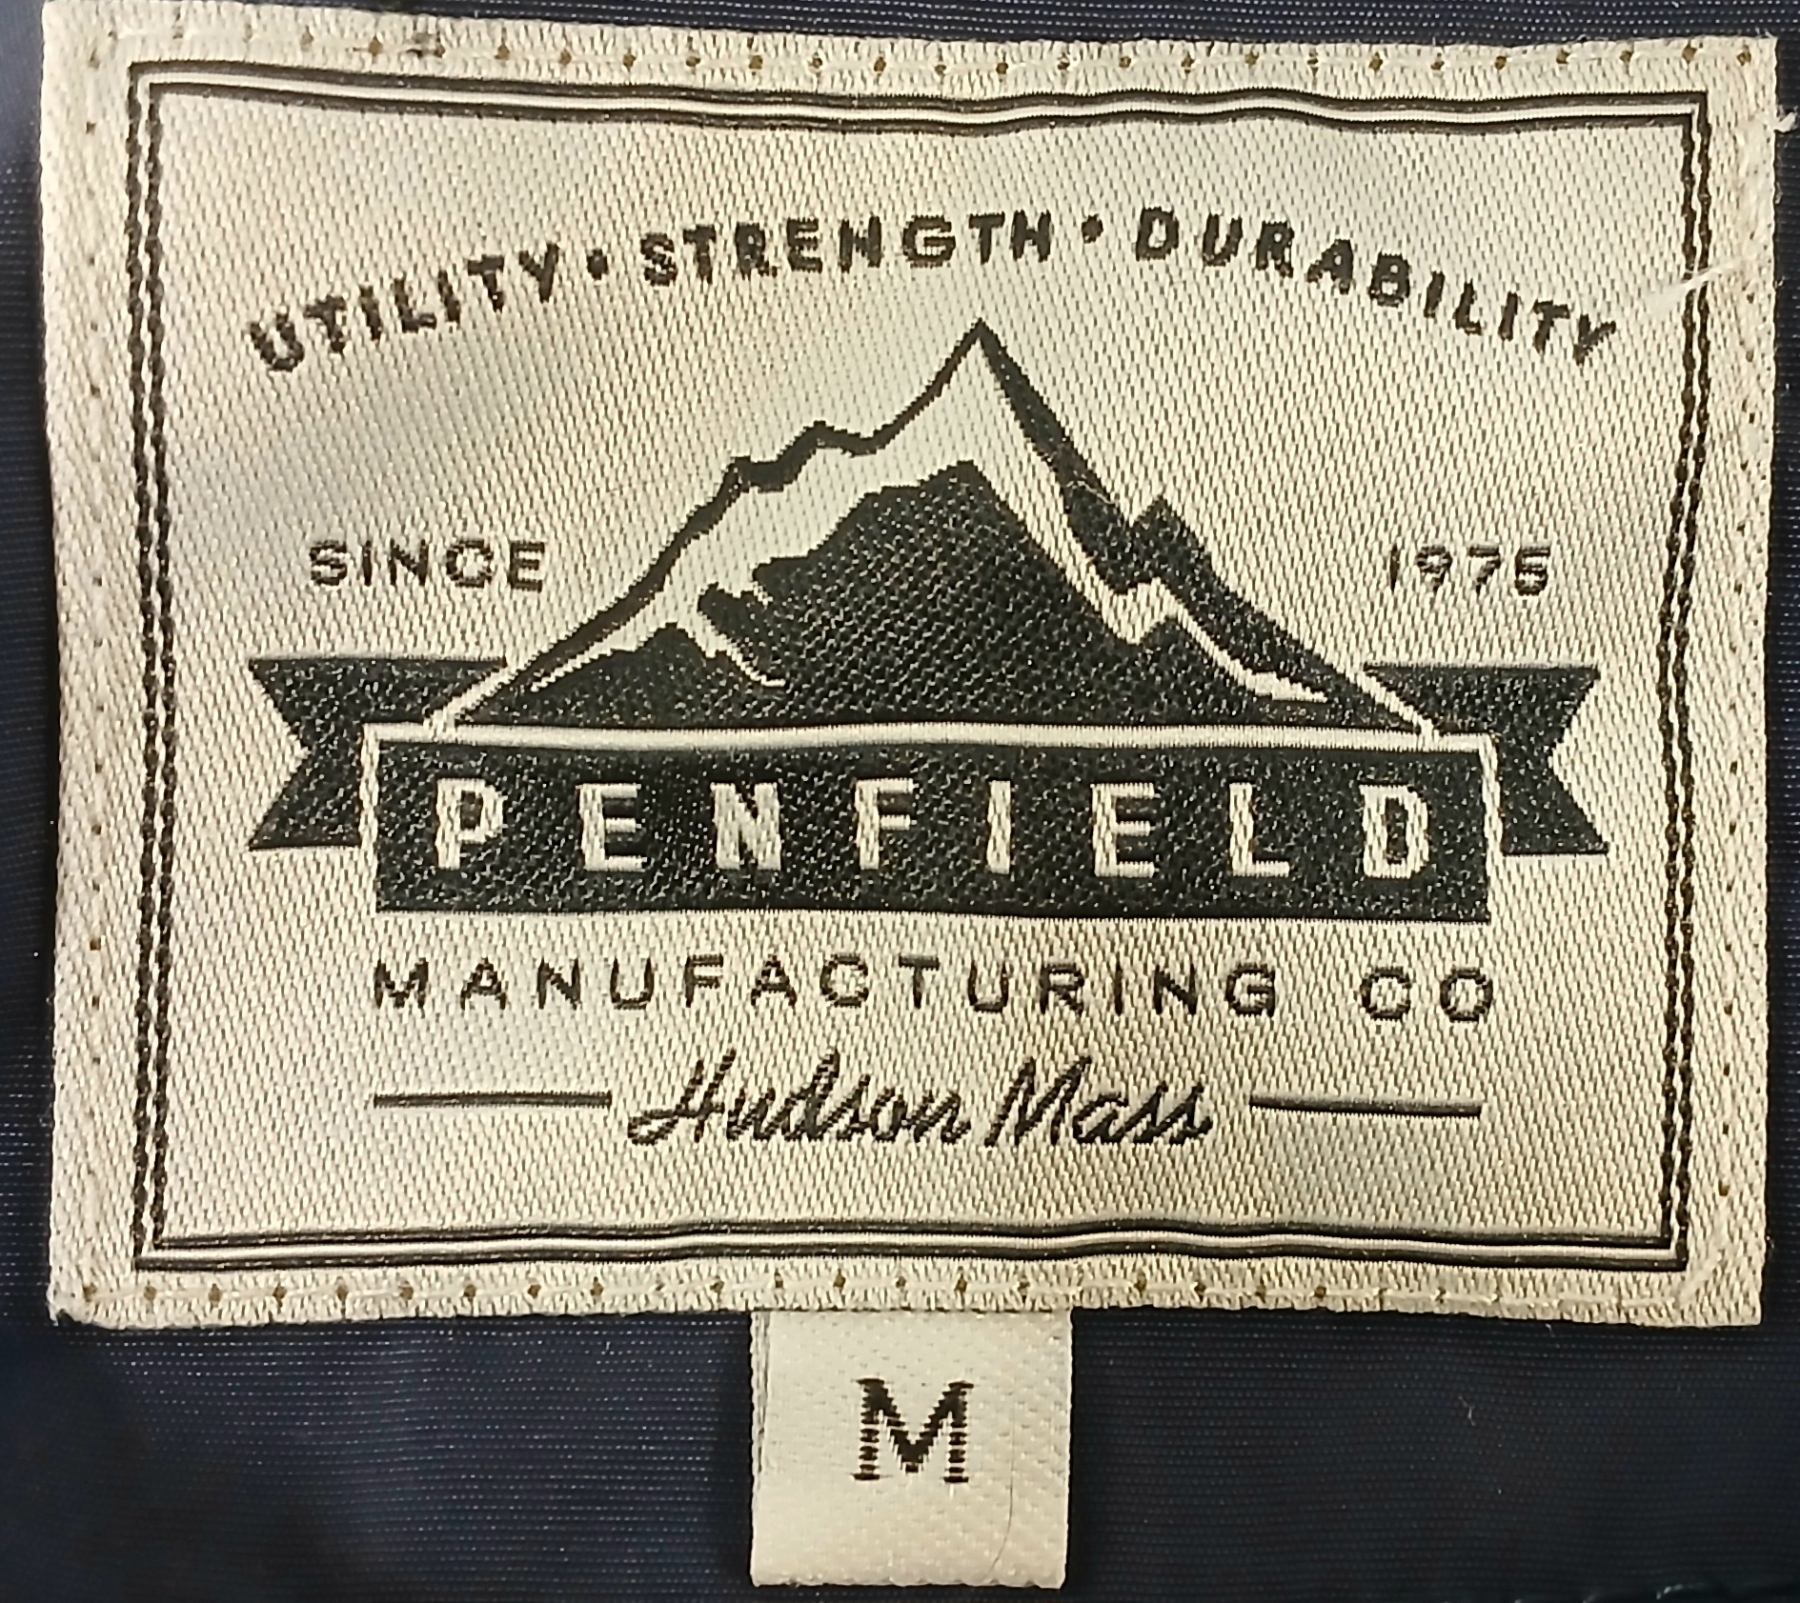 UTILITY • STRENGTH • DURABILITY
SINCE 1975
PENFIELD
MANUFACTURING CO
Hudson Mass
M